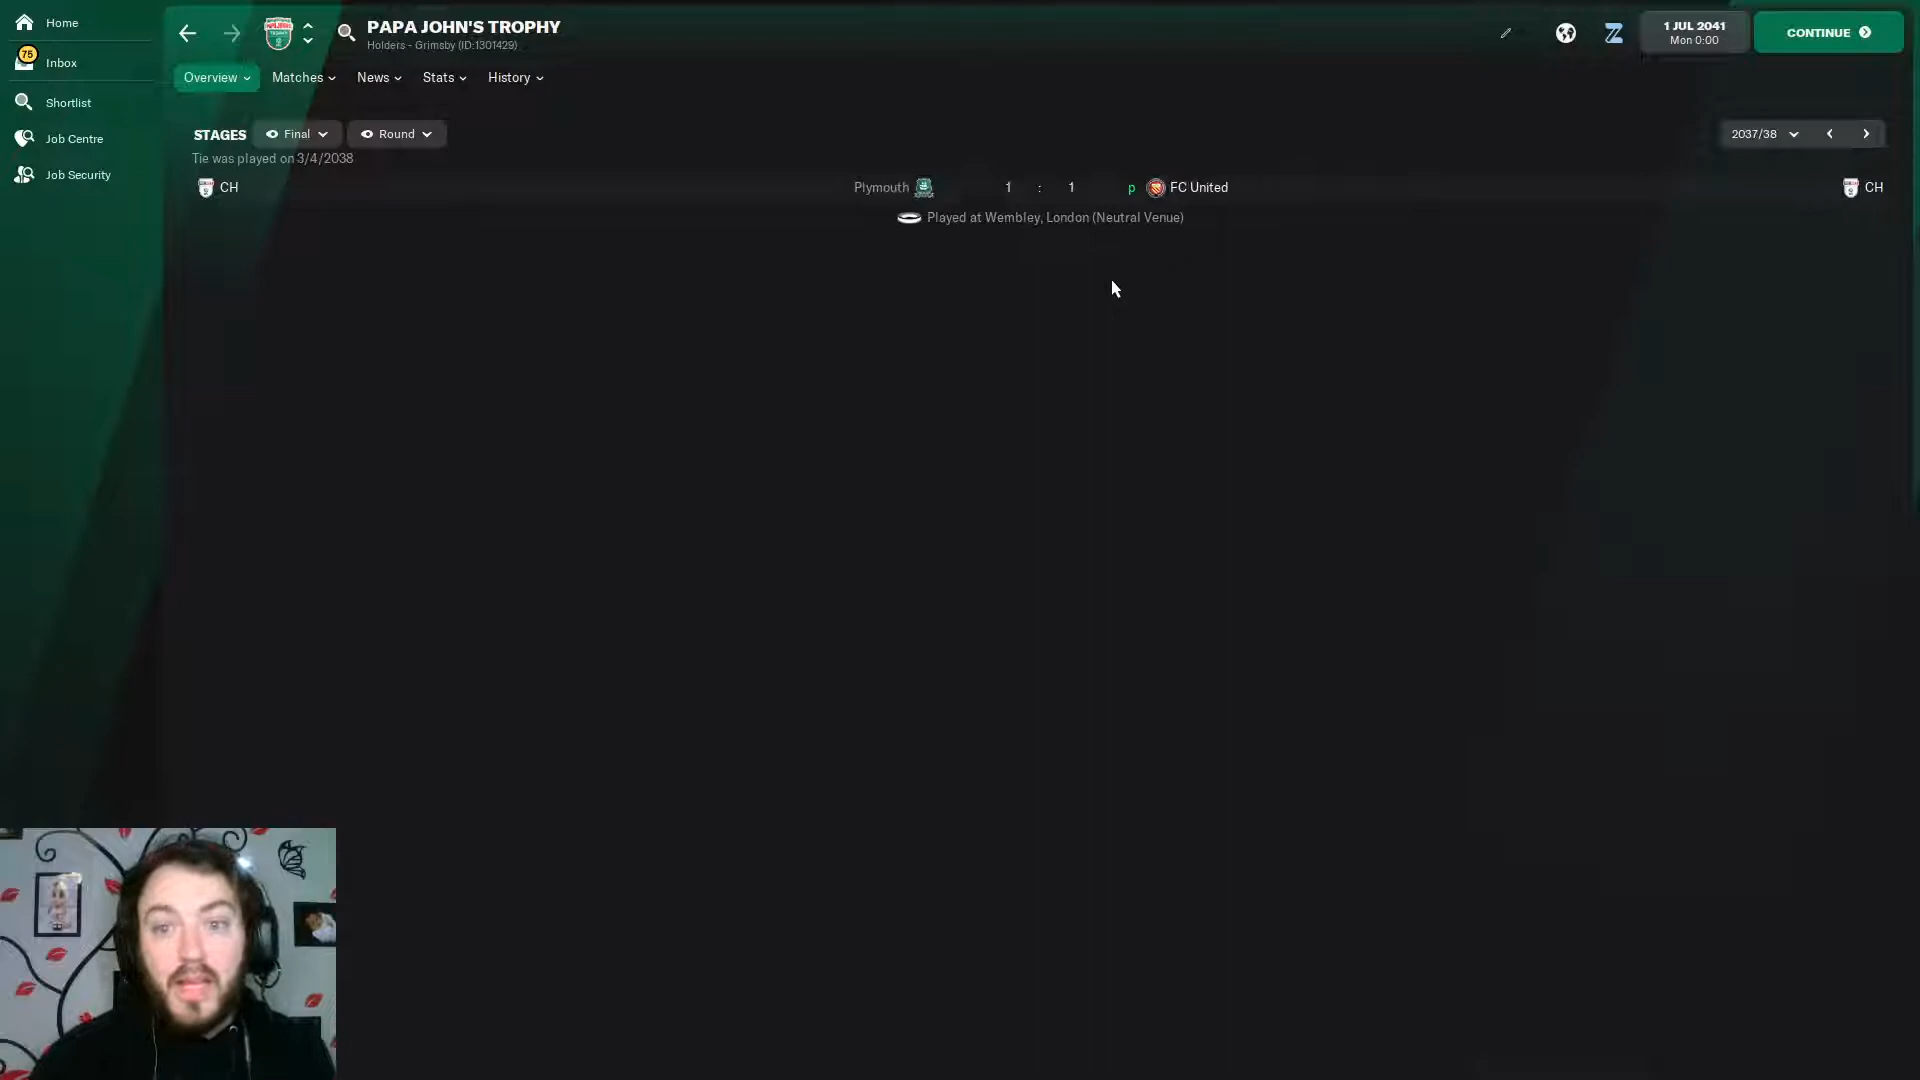 Home
75
Inbox
Shortlist
Job Centre
Job Security
PAPA JOHN'S TROPHY
Holders - Grimsby (ID:1301429)
1 JUL 2041
Mon 0:00
CONTINUE
Overview
Matches
News
Stats
History
STAGES
Final
Round
2037/38
Tie was played on 3/4/2038
CH
Plymouth
1 : 1
p
FC United
CH
Played at Wembley, London (Neutral Venue)